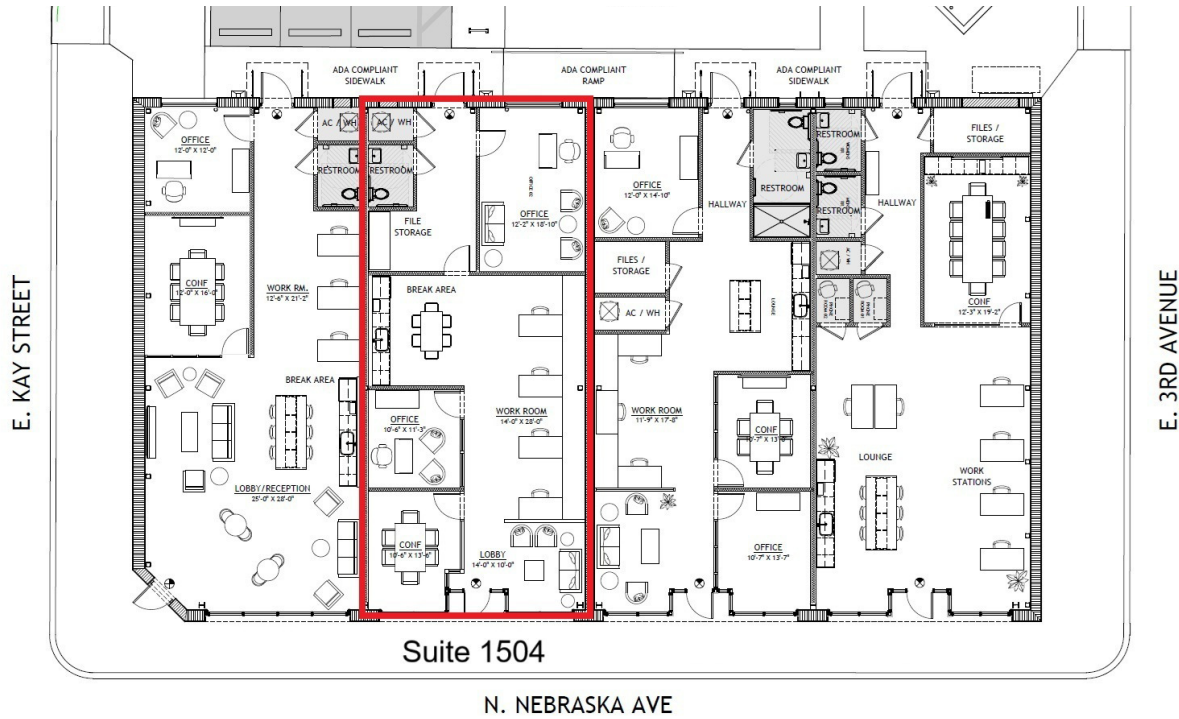 ADA COMPLIANT
SIDEWALK
ADA COMPLIANT
RAMP
ADA COMPLIANT
SIDEWALK
E. KAY STREET
OFFICE
12'-0" X 12'-0"
AC / WH
RESTROOM
CONF
12'-0" X 16'-0"
WORK RM.
12'-6" X 21'-2"
BREAK AREA
LOBBY/RECEPTION
25'-0" X 28'-0"
AC / WH
RESTROOM
FILE
STORAGE
OFFICE
12'-2" X 18'-10"
BREAK AREA
OFFICE
10'-6" X 11'-3"
WORK ROOM
14'-0" X 28'-0"
CONF
10'-6" X 13'-6"
LOBBY
14'-0" X 10'-0"
OFFICE
12'-0" X 14'-10"
HALLWAY
RESTROOM
FILES /
STORAGE
AC / WH
LOUNGE
WORK ROOM
11'-9" X 17'-8"
CONF
OFFICE
10'-7" X 13'-7"
RESTROOM
RESTROOM
HALLWAY
AC / WH
FILES /
STORAGE
CONF
12'-3" X 19'-2"
LOUNGE
WORK
STATIONS
E. 3RD AVENUE
Suite 1504
N. NEBRASKA AVE